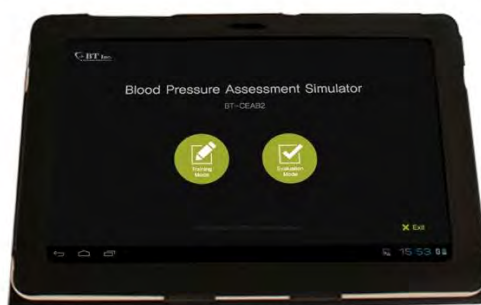 BT Inc.
Blood Pressure Assessment Simulator
BT-CEAB2
Training
Mode
Evaluation
Mode
Exit
15:53